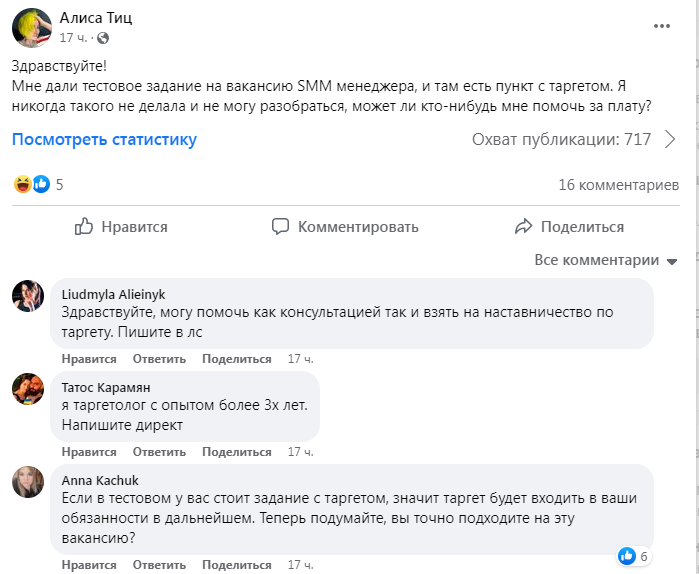 Алиса Тиц
17 ч. ·
Здравствуйте!
Мне дали тестовое задание на вакансию SMM менеджера, и там есть пункт с таргетом. Я
никогда такого не делала и не могу разобраться, может ли кто-нибудь мне помочь за плату?
Посмотреть статистику
Охват публикации: 717
5
16 комментариев
Нравится
Комментировать
Поделиться
Все комментарии
Liudmyla Alieinyk
Здравствуйте, могу помочь как консультацией так и взять на наставничество по
таргету. Пишите в лс
Нравится Ответить Поделиться 17 ч.
Татос Карамян
я таргетолог с опытом более 3х лет.
Напишите директ
Нравится Ответить Поделиться 17 ч.
Anna Kachuk
Если в тестовом у вас стоит задание с таргетом, значит таргет будет входить в ваши
обязанности в дальнейшем. Теперь подумайте, вы точно подходите на эту
вакансию?
6
Нравится Ответить Поделиться 17 ч.